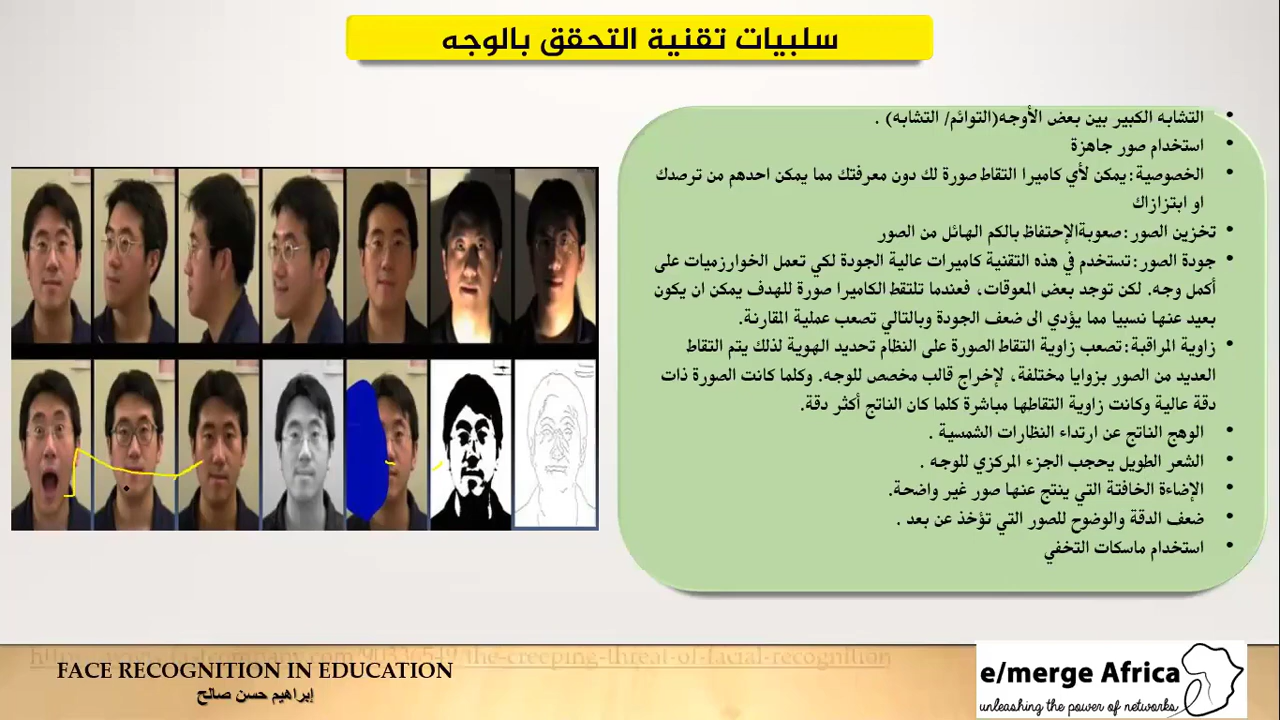 سلبيات تقنية التحقق بالوجه
• التشابه الكبير بين بعض الأوجه(التوائم/ التشابه) .
• استخدام صور جاهزة
• الخصوصية:يمكن لأي كاميرا التقاط صورة لك دون معرفتك مما يمكن احدهم من ترصدك
او ابتزازاك
• تخزين الصور:صعوبةالإحتفاظ بالكم الهائل من الصور
• جودة الصور:تستخدم في هذه التقنية كاميرات عالية الجودة لكي تعمل الخوارزميات على
أكمل وجه. لكن توجد بعض المعوقات، فعندما تلتقط الكاميرا صورة للهدف يمكن ان يكون
بعيد عنها نسبيا مما يؤدي الى ضعف الجودة وبالتالي تصعب عملية المقارنة.
• زاوية المراقبة:تصعب زاوية التقاط الصورة على النظام تحديد الهوية لذلك يتم التقاط
العديد من الصور بزوايا مختلفة، لإخراج قالب مخصص للوجه. وكلما كانت الصورة ذات
دقة عالية وكانت زاوية التقاطها مباشرة كلما كان الناتج أكثر دقة.
• الوهج الناتج عن ارتداء النظارات الشمسية .
• الشعر الطويل يحجب الجزء المركزي للوجه .
• الإضاءة الخافتة التي ينتج عنها صور غير واضحة.
• ضعف الدقة والوضوح للصور التي تؤخذ عن بعد .
• استخدام ماسكات التخفي
the-creeping-threat-of-facial-recognition
FACE RECOGNITION IN EDUCATION
إبراهيم حسن صالح
e/merge Africa
unleashing the power of networks